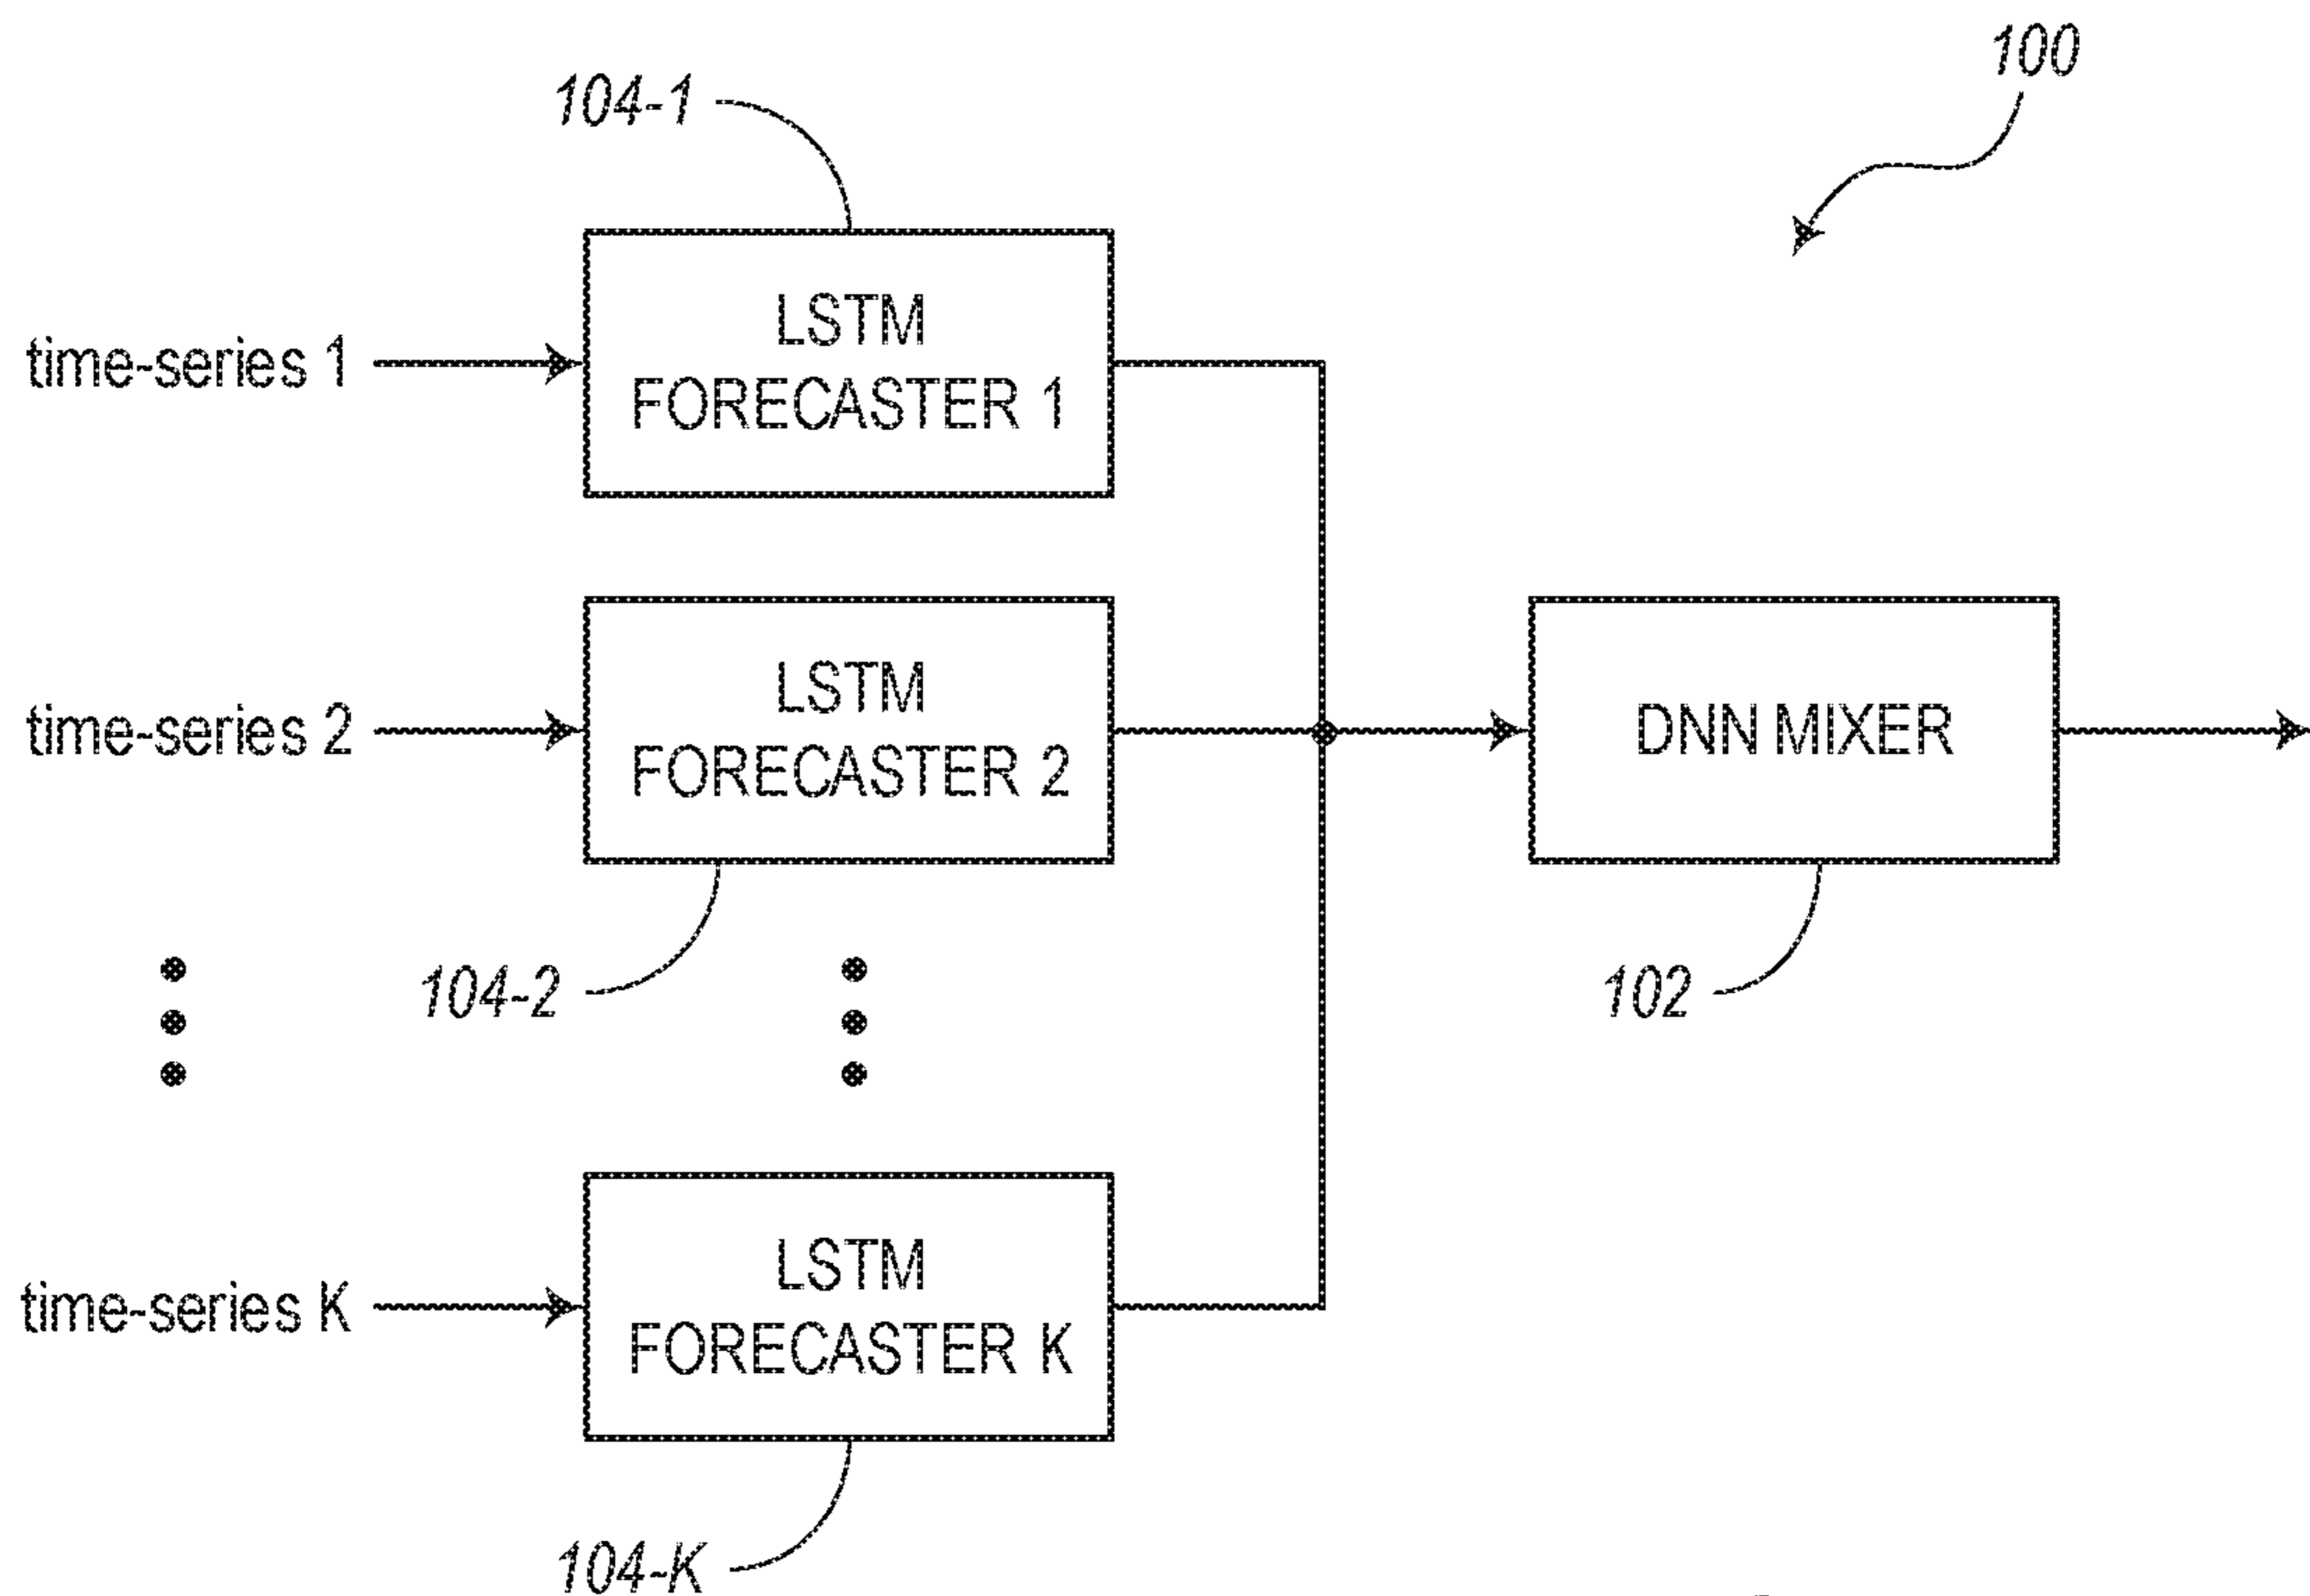 100
104-1
time-series 1
LSTM
FORECASTER 1
time-series 2
LSTM
FORECASTER 2
DNN MIXER
104-2
102
time-series K
LSTM
FORECASTER K
104-K